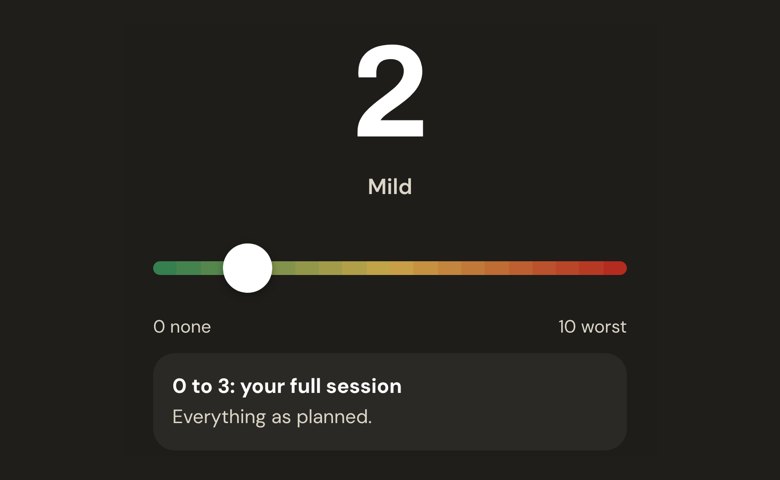 2
Mild
0 none
10 worst
0 to 3: your full session
Everything as planned.